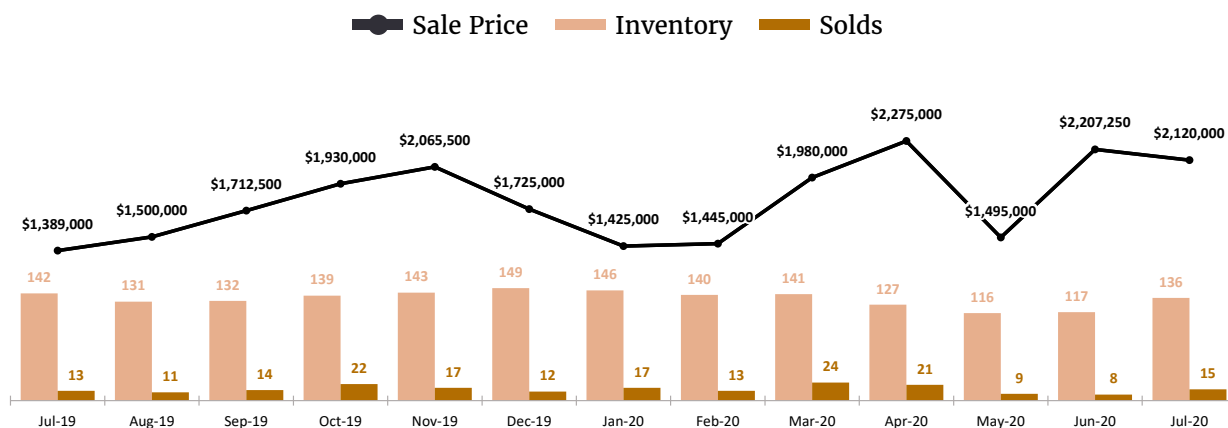 Sale Price Inventory Solds
$1,389,000 $1,500,000 $1,712,500 $1,930,000 $2,065,500 $1,725,000 $1,425,000 $1,445,000 $1,980,000 $2,275,000 $1,495,000 $2,207,250 $2,120,000
142 131 132 139 143 149 146 140 141 127 116 117 136
13 11 14 22 17 12 17 13 24 21 9 8 15
Jul-19 Aug-19 Sep-19 Oct-19 Nov-19 Dec-19 Jan-20 Feb-20 Mar-20 Apr-20 May-20 Jun-20 Jul-20